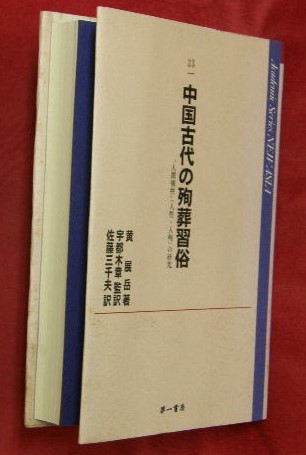 Academic Series NEW ASIA
33
中国古代の殉葬習俗
“人間犠牲”(人牲・人殉)の研究
黄展岳著
宇都木章監訳
佐藤三千夫訳
第一書房